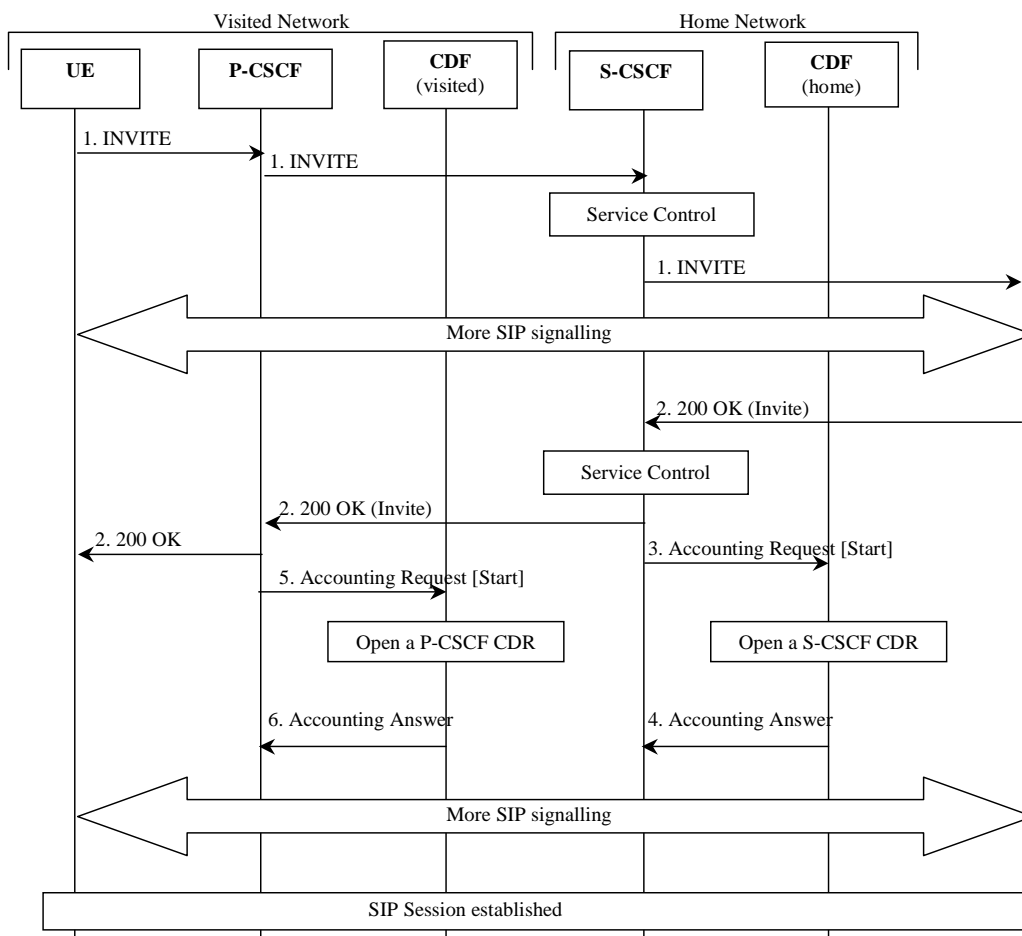 Visited Network
Home Network
UE
P-CSCF
CDF
(visited)
S-CSCF
CDF
(home)
1. INVITE
1. INVITE
Service Control
1. INVITE
More SIP signalling
2. 200 OK (Invite)
Service Control
2. 200 OK (Invite)
2. 200 OK
3. Accounting Request [Start]
5. Accounting Request [Start]
Open a P-CSCF CDR
Open a S-CSCF CDR
6. Accounting Answer
4. Accounting Answer
More SIP signalling
SIP Session established